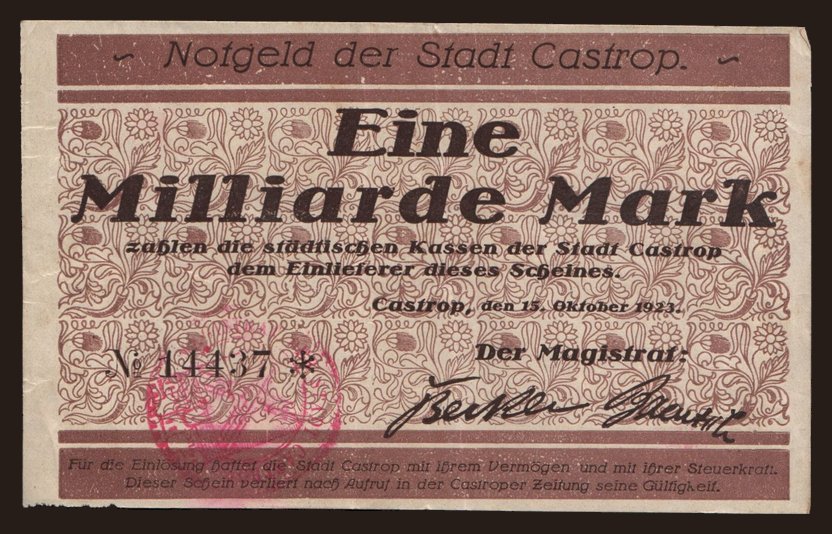 ~ Notgeld der Stadt Castrop. ~
Eine
Milliarde Mark
zahlen die städtischen Kassen der Stadt Castrop
dem Einlieferer dieses Scheines.
Castrop, den 15. Oktober 1923.
Der Magistrat:
№ 14437 *
Becker
Für die Einlösung haftet die Stadt Castrop mit ihrem Vermögen und mit ihrer Steuerkraft.
Dieser Schein verliert nach Aufruf in der Castroper Zeitung seine Gültigkeit.